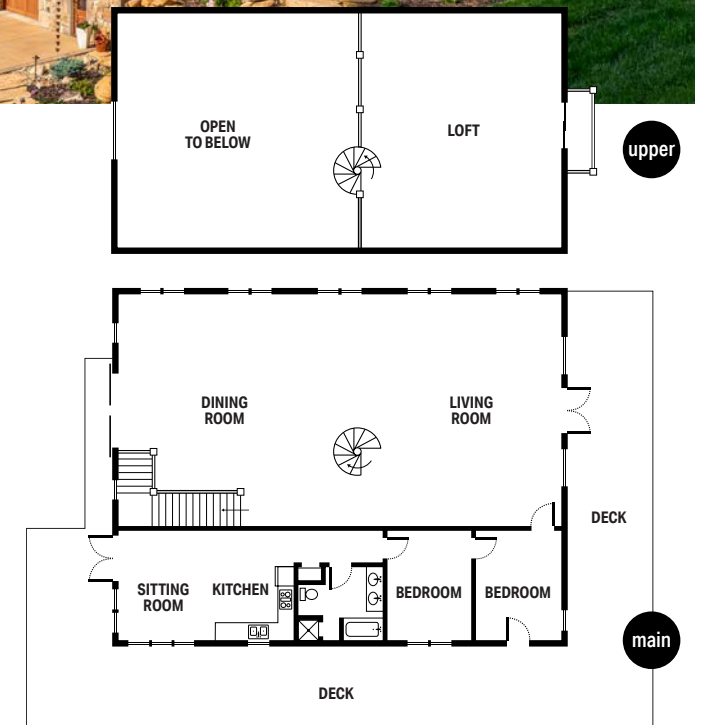 OPEN
TO BELOW
LOFT
upper
DINING
ROOM
LIVING
ROOM
DECK
SITTING
ROOM
KITCHEN
BEDROOM
BEDROOM
main
DECK